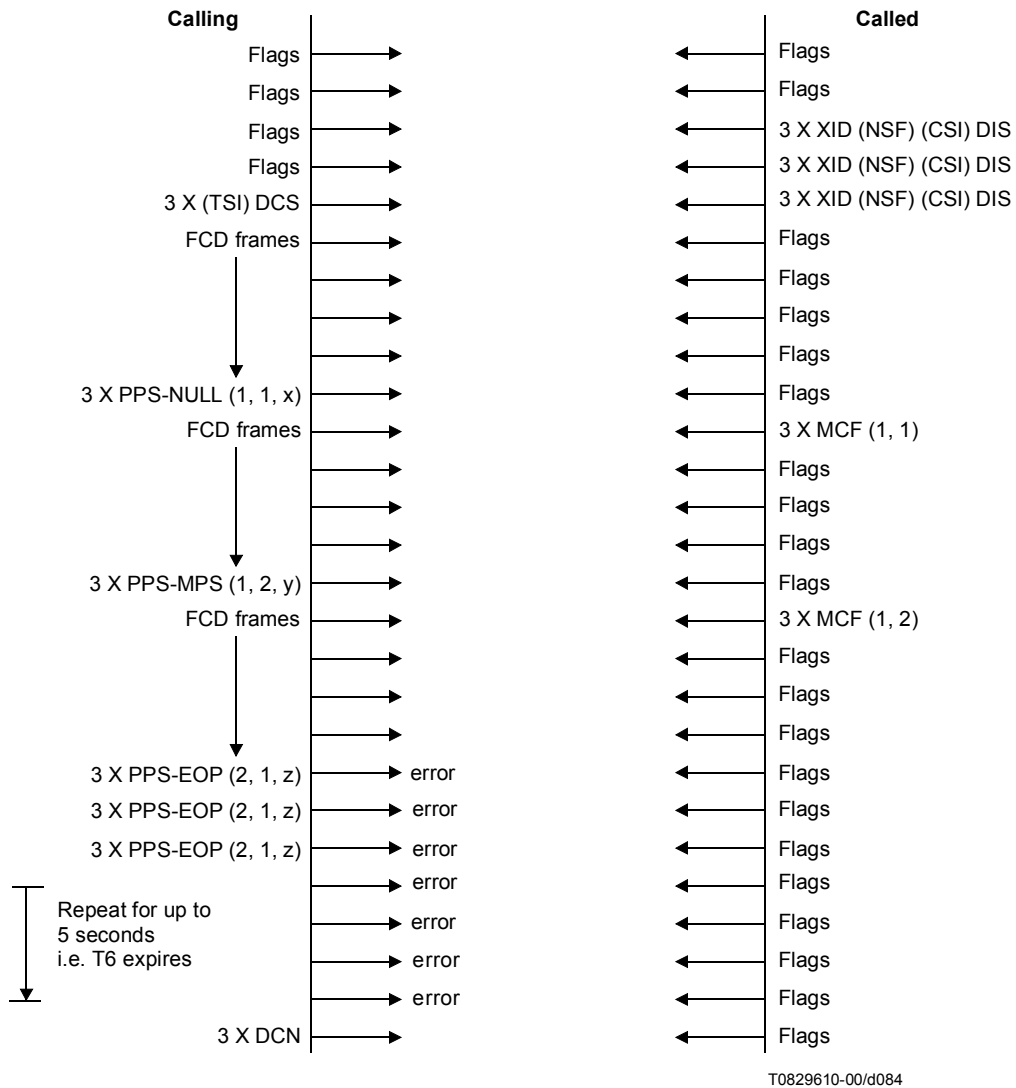 Calling Called
Flags Flags
Flags Flags
Flags 3 X XID (NSF) (CSI) DIS
Flags 3 X XID (NSF) (CSI) DIS
3 X (TSI) DCS 3 X XID (NSF) (CSI) DIS
FCD frames Flags
Flags
Flags
Flags
3 X PPS-NULL (1, 1, x) Flags
FCD frames 3 X MCF (1, 1)
Flags
Flags
Flags
3 X PPS-MPS (1, 2, y) Flags
FCD frames 3 X MCF (1, 2)
Flags
Flags
Flags
3 X PPS-EOP (2, 1, z) error Flags
3 X PPS-EOP (2, 1, z) error Flags
3 X PPS-EOP (2, 1, z) error Flags
error Flags
Repeat for up to
5 seconds error Flags
i.e. T6 expires error Flags
error Flags
3 X DCN Flags
T0829610-00/d084